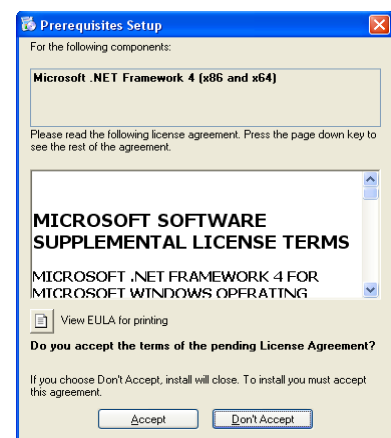 Prerequisites Setup
For the following components:
Microsoft .NET Framework 4 (x86 and x64)
Please read the following license agreement. Press the page down key to
see the rest of the agreement.
MICROSOFT SOFTWARE
SUPPLEMENTAL LICENSE TERMS
MICROSOFT .NET FRAMEWORK 4 FOR
MICROSOFT WINDOWS OPERATING
View EULA for printing
Do you accept the terms of the pending License Agreement?
If you choose Don't Accept, install will close. To install you must accept
this agreement.
Accept
Don't Accept